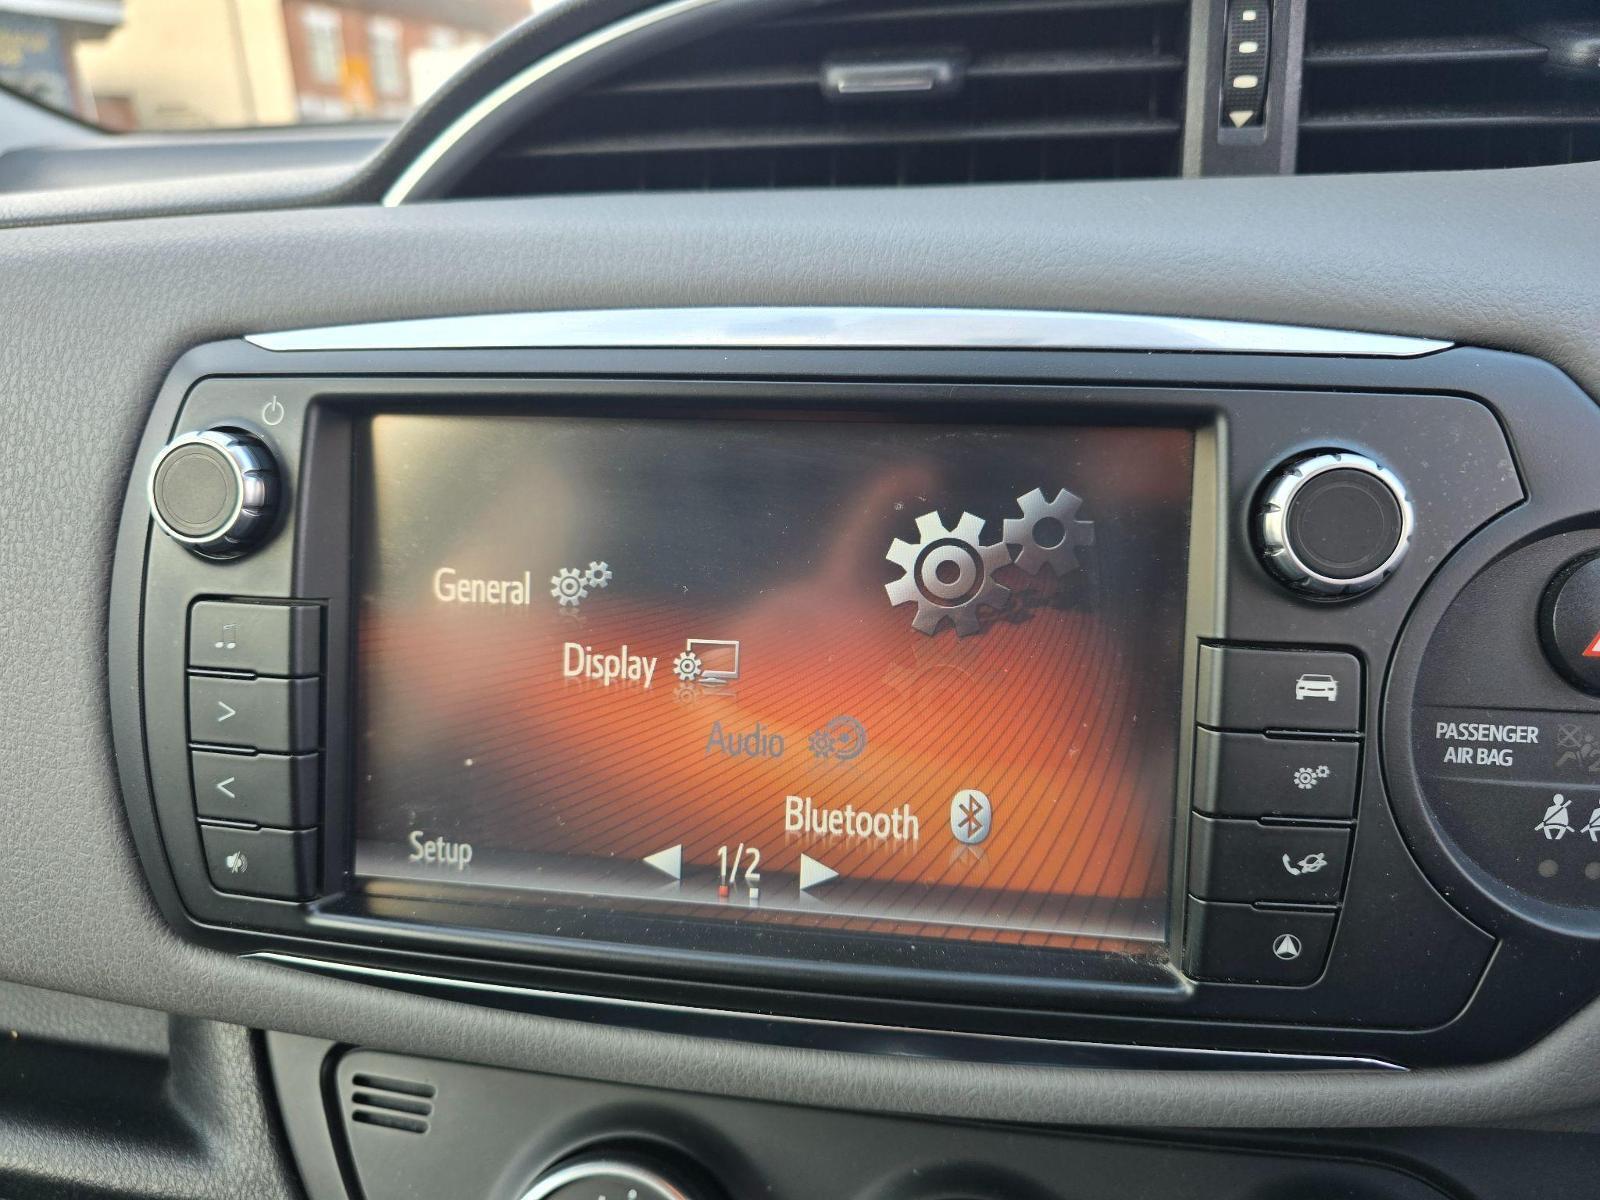 General
Display
Audio
Bluetooth
Setup
1/2
>
<
PASSENGER
AIR BAG